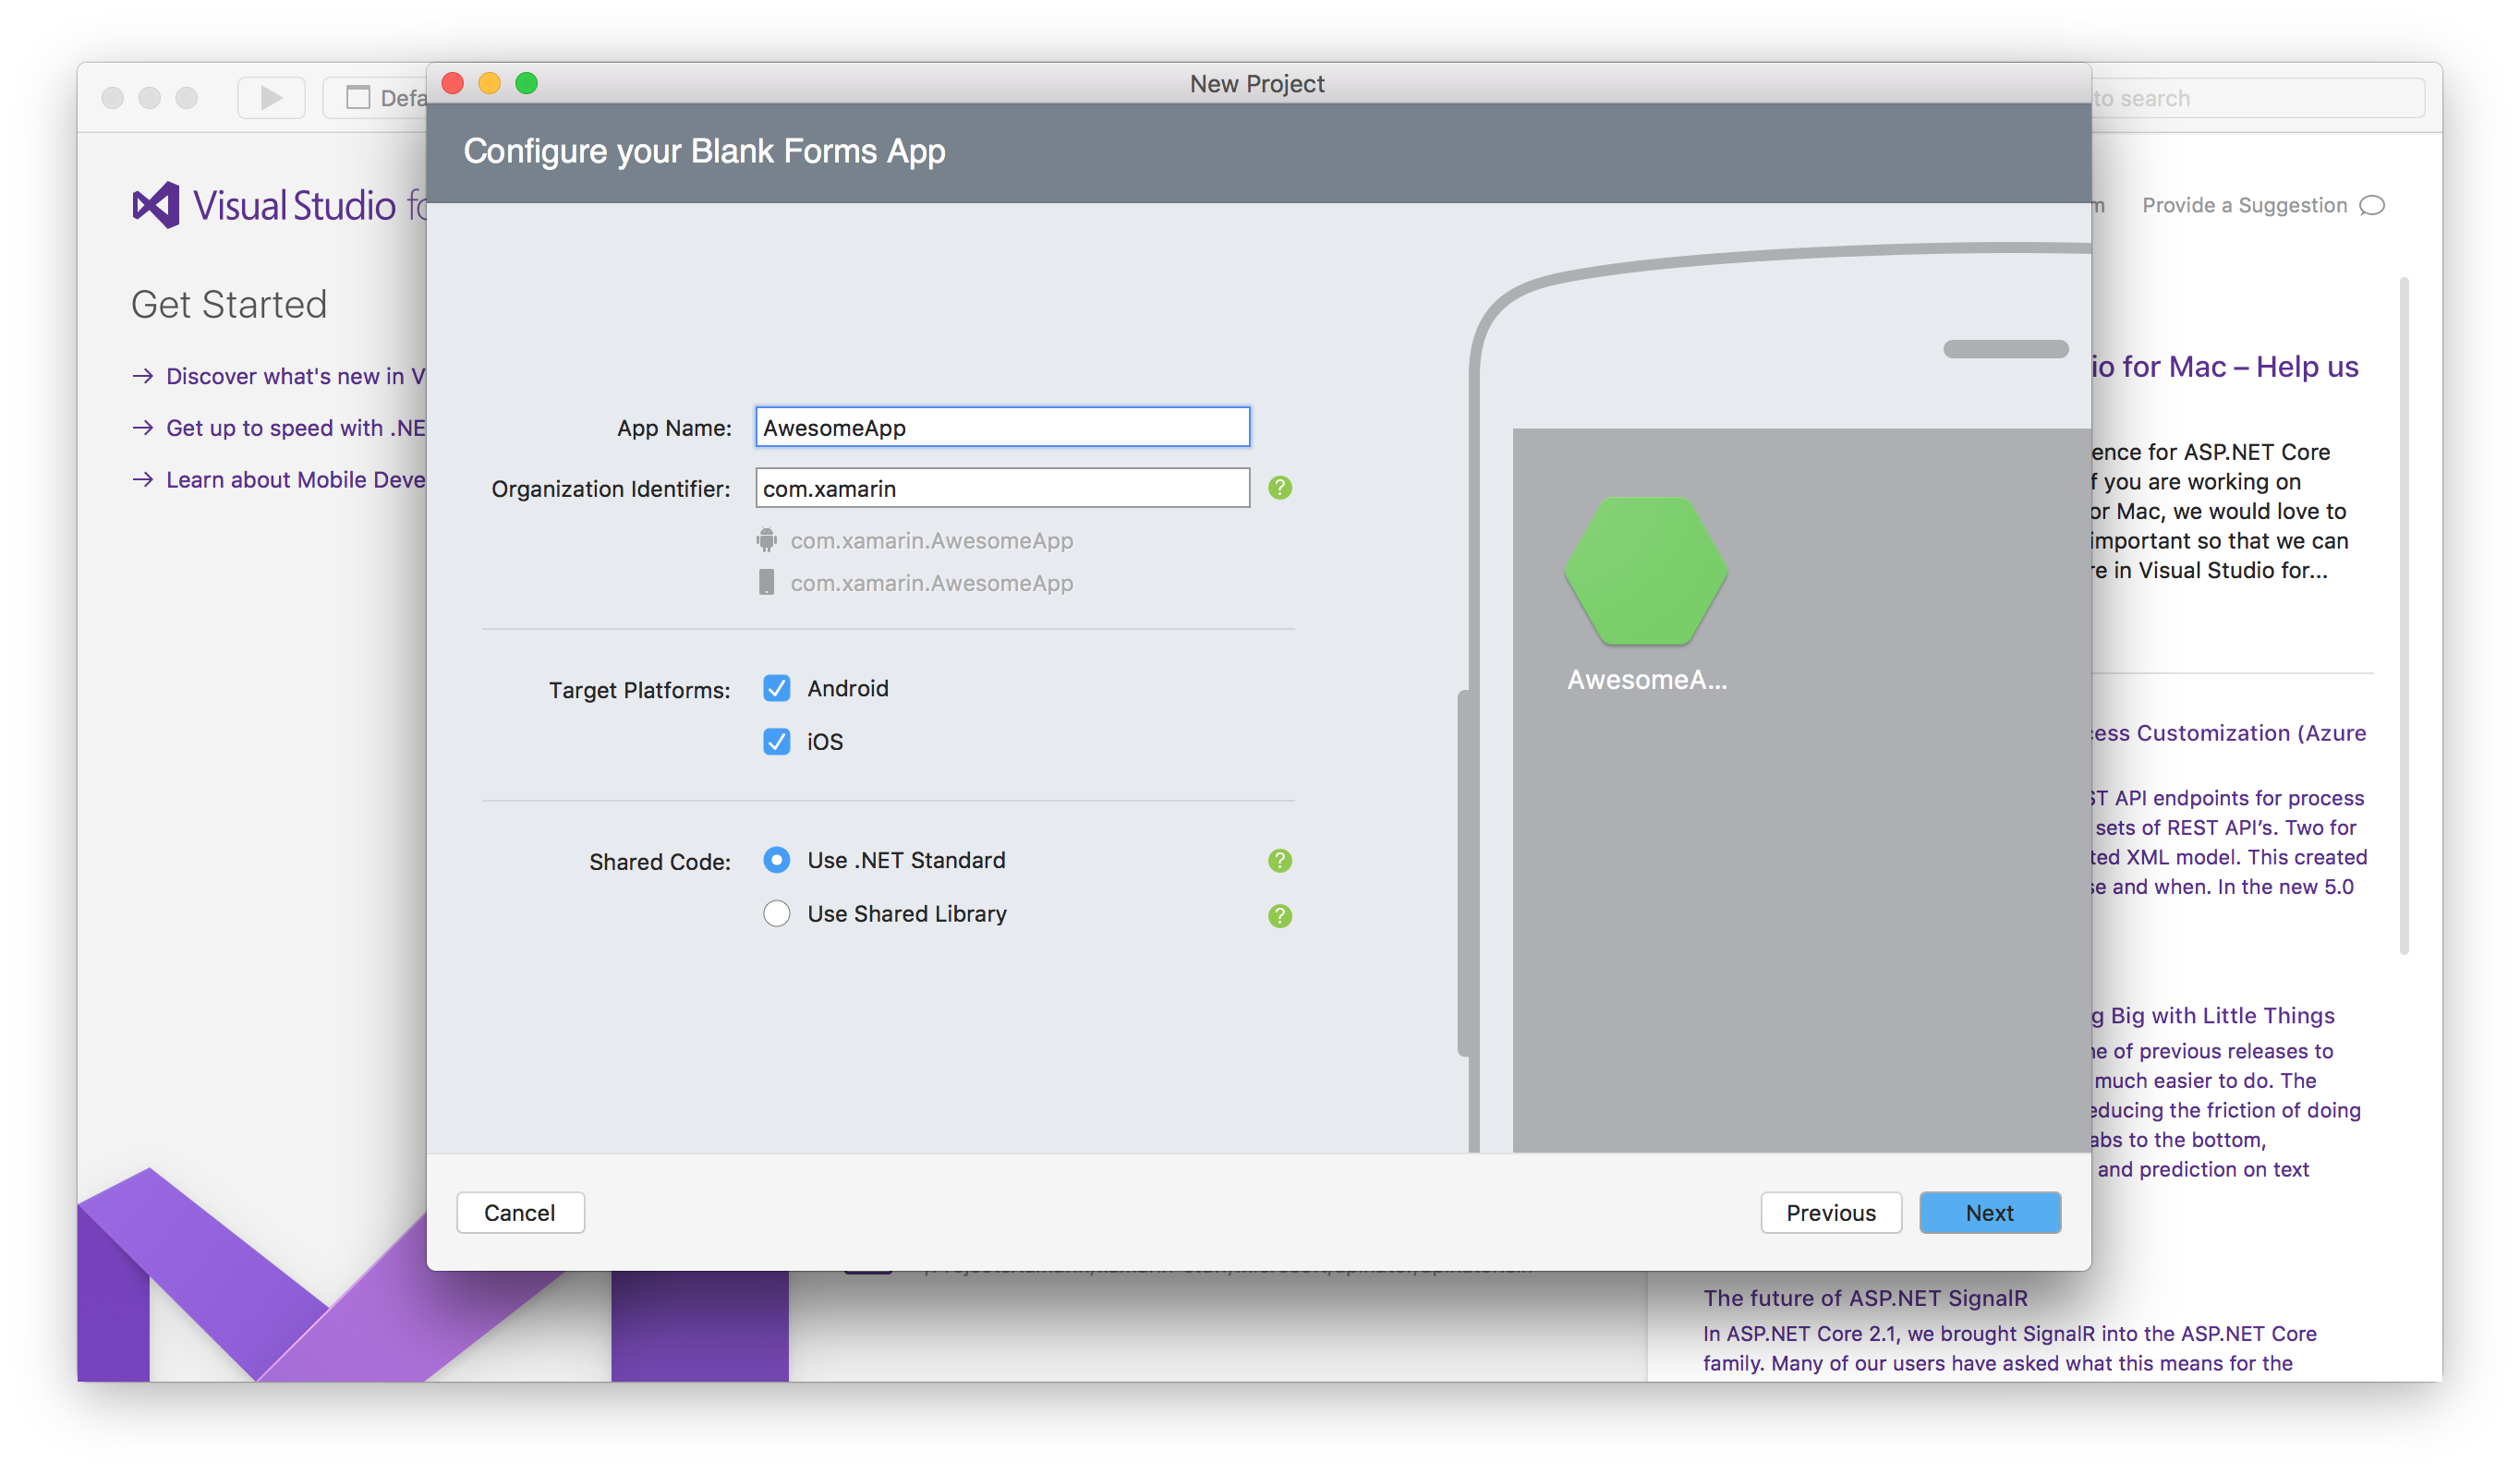 New Project
Defa
to search
Configure your Blank Forms App
Visual Studio fo
Provide a Suggestion
Get Started
Discover what's new in V
Get up to speed with .NE
Learn about Mobile Deve
App Name:
AwesomeApp
Organization Identifier:
com.xamarin
?
com.xamarin.AwesomeApp
com.xamarin.AwesomeApp
Target Platforms:
Android
iOS
Shared Code:
Use .NET Standard
?
Use Shared Library
?
AwesomeA...
Cancel
Previous
Next
io for Mac – Help us
ence for ASP.NET Core
f you are working on
or Mac, we would love to
important so that we can
re in Visual Studio for...
cess Customization (Azure
ST API endpoints for process
sets of REST API's. Two for
ted XML model. This created
se and when. In the new 5.0
g Big with Little Things
ne of previous releases to
much easier to do. The
educing the friction of doing
abs to the bottom,
and prediction on text
The future of ASP.NET SignalR
In ASP.NET Core 2.1, we brought SignalR into the ASP.NET Core
family. Many of our users have asked what this means for the